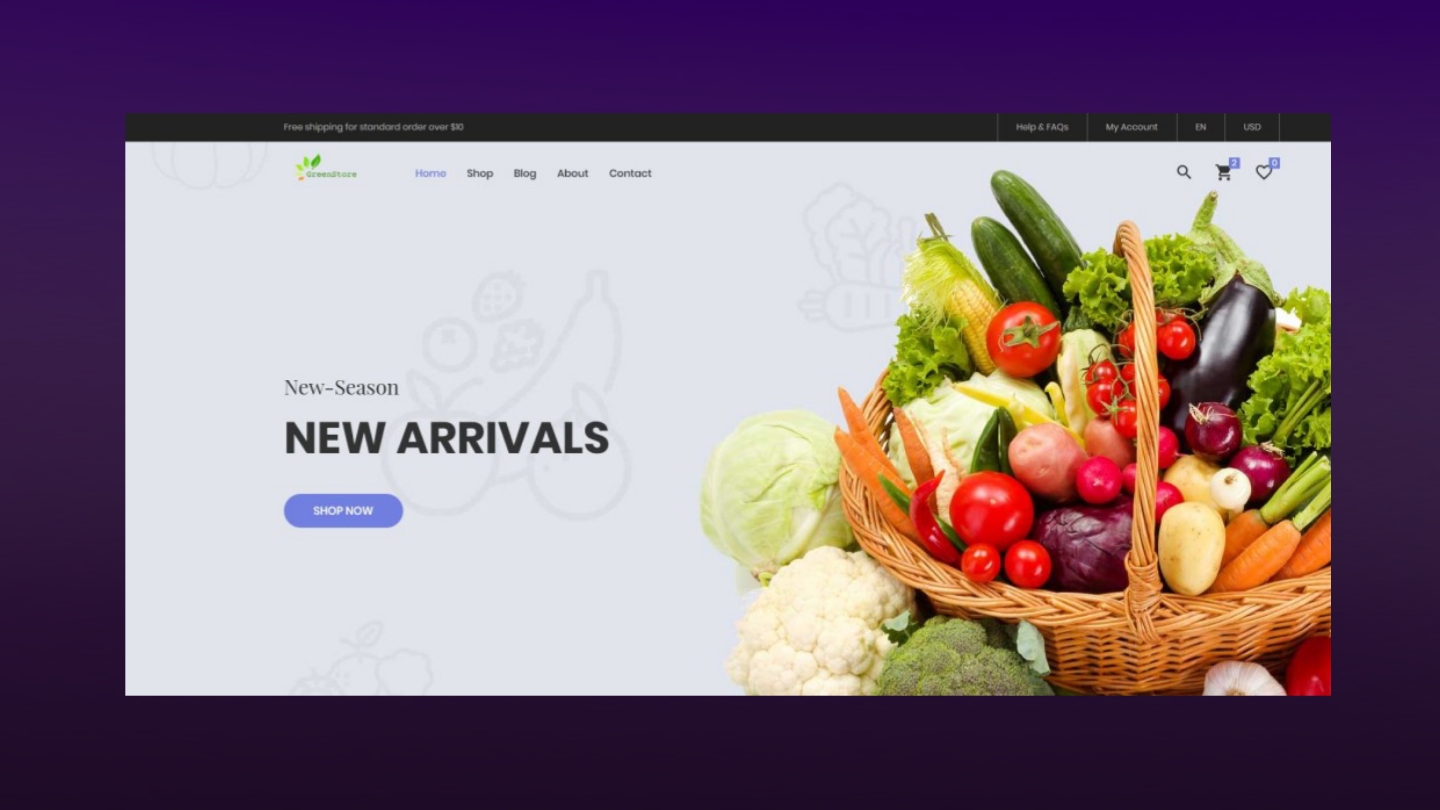 Free shipping for standard order over $10
Help & FAQs
My Account
EN
USD
GreenStore
Home
Shop
Blog
About
Contact
2
0
New-Season
NEW ARRIVALS
SHOP NOW